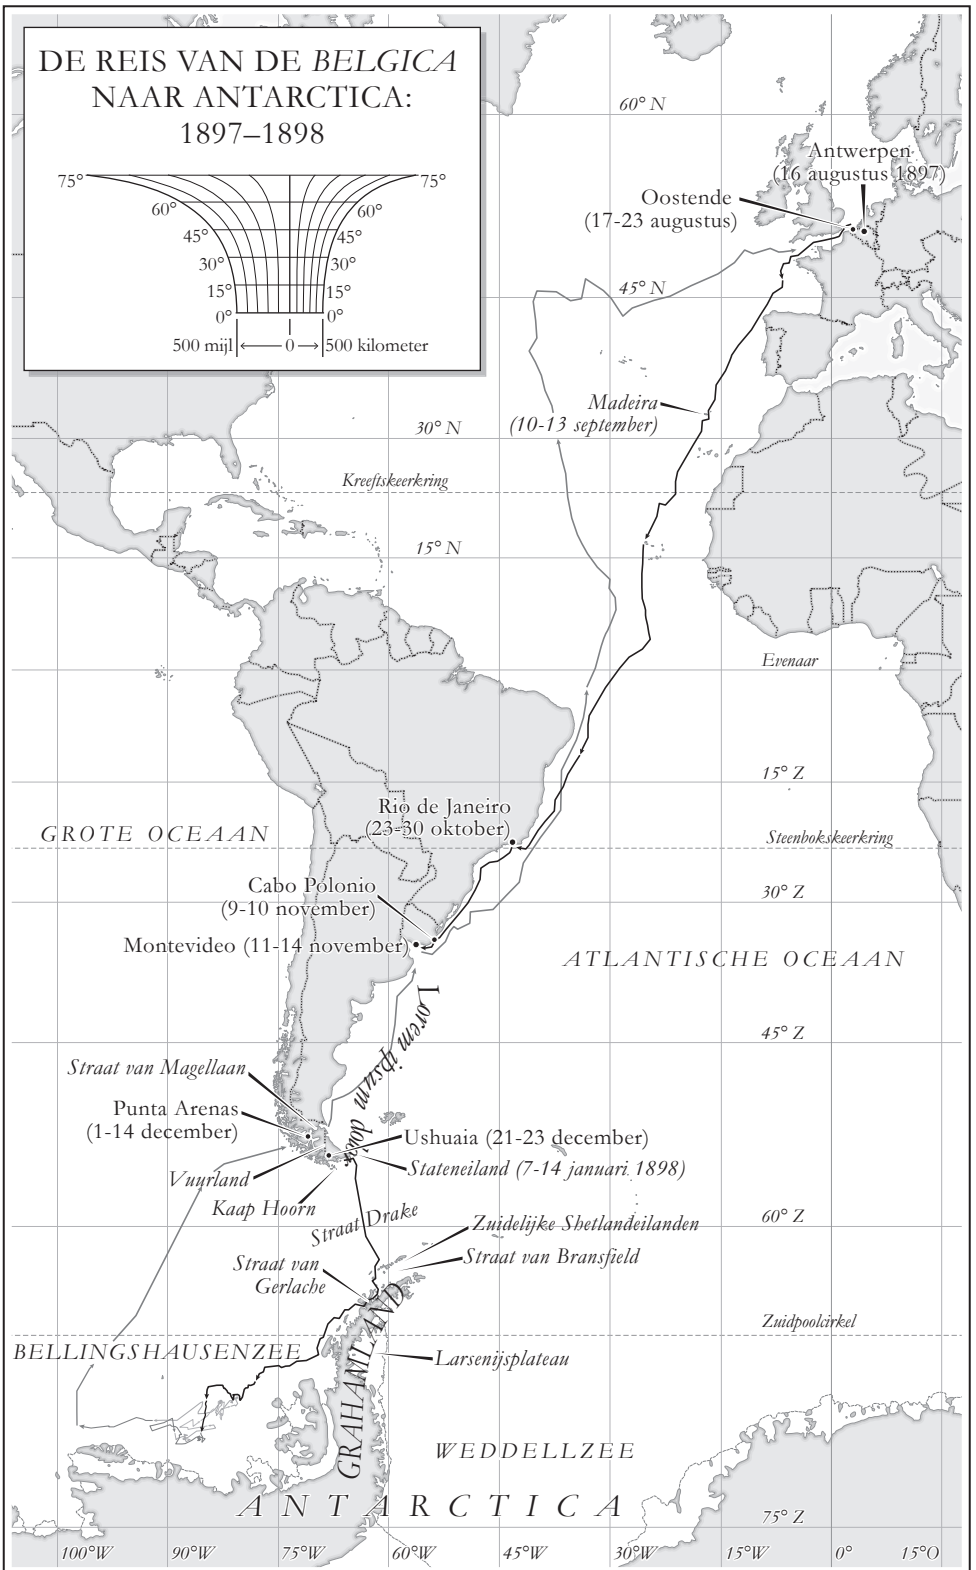 DE REIS VAN DE BELGICA
NAAR ANTARCTICA:
1897–1898
75° 75°
60° 60°
45° 45°
30° 30°
15° 15°
0° 0°
500 mijl 0 500 kilometer
60° N
Antwerpen
(16 augustus 1897)
Oostende
(17-23 augustus)
45° N
Madeira
(10-13 september)
30° N
Kreeftskeerkring
15° N
Evenaar
15° Z
Rio de Janeiro
(23-30 oktober)
GROTE OCEAAN
Steenbokskeerkring
Cabo Polonio
(9-10 november)
30° Z
Montevideo (11-14 november)
ATLANTISCHE OCEAAN
Lorem ipsum dolor
45° Z
Straat van Magellaan
Punta Arenas
(1-14 december)
Ushuaia (21-23 december)
Stateneiland (7-14 januari 1898)
Vuurland
Kaap Hoorn
Straat Drake
60° Z
Zuidelijke Shetlandeilanden
Straat van Bransfield
Straat van
Gerlache
Zuidpoolcirkel
BELLINGSHAUSENZEE
GRAHAMLAND
Larsenijsplateau
WEDDELLZEE
ANTARCTICA
75° Z
100°W 90°W 75°W 60°W 45°W 30°W 15°W 0° 15°O